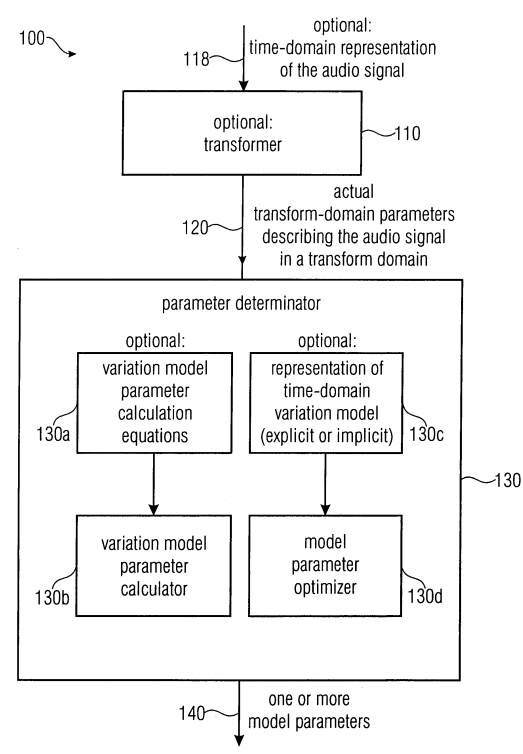 100
optional:
time-domain representation
of the audio signal
118
optional:
transformer
110
actual
transform-domain parameters
describing the audio signal
in a transform domain
120
parameter determinator
optional:
variation model
parameter
calculation
equations
130a
optional:
representation of
time-domain
variation model
(explicit or implicit)
130c
130
variation model
parameter
calculator
130b
model
parameter
optimizer
130d
140
one or more
model parameters